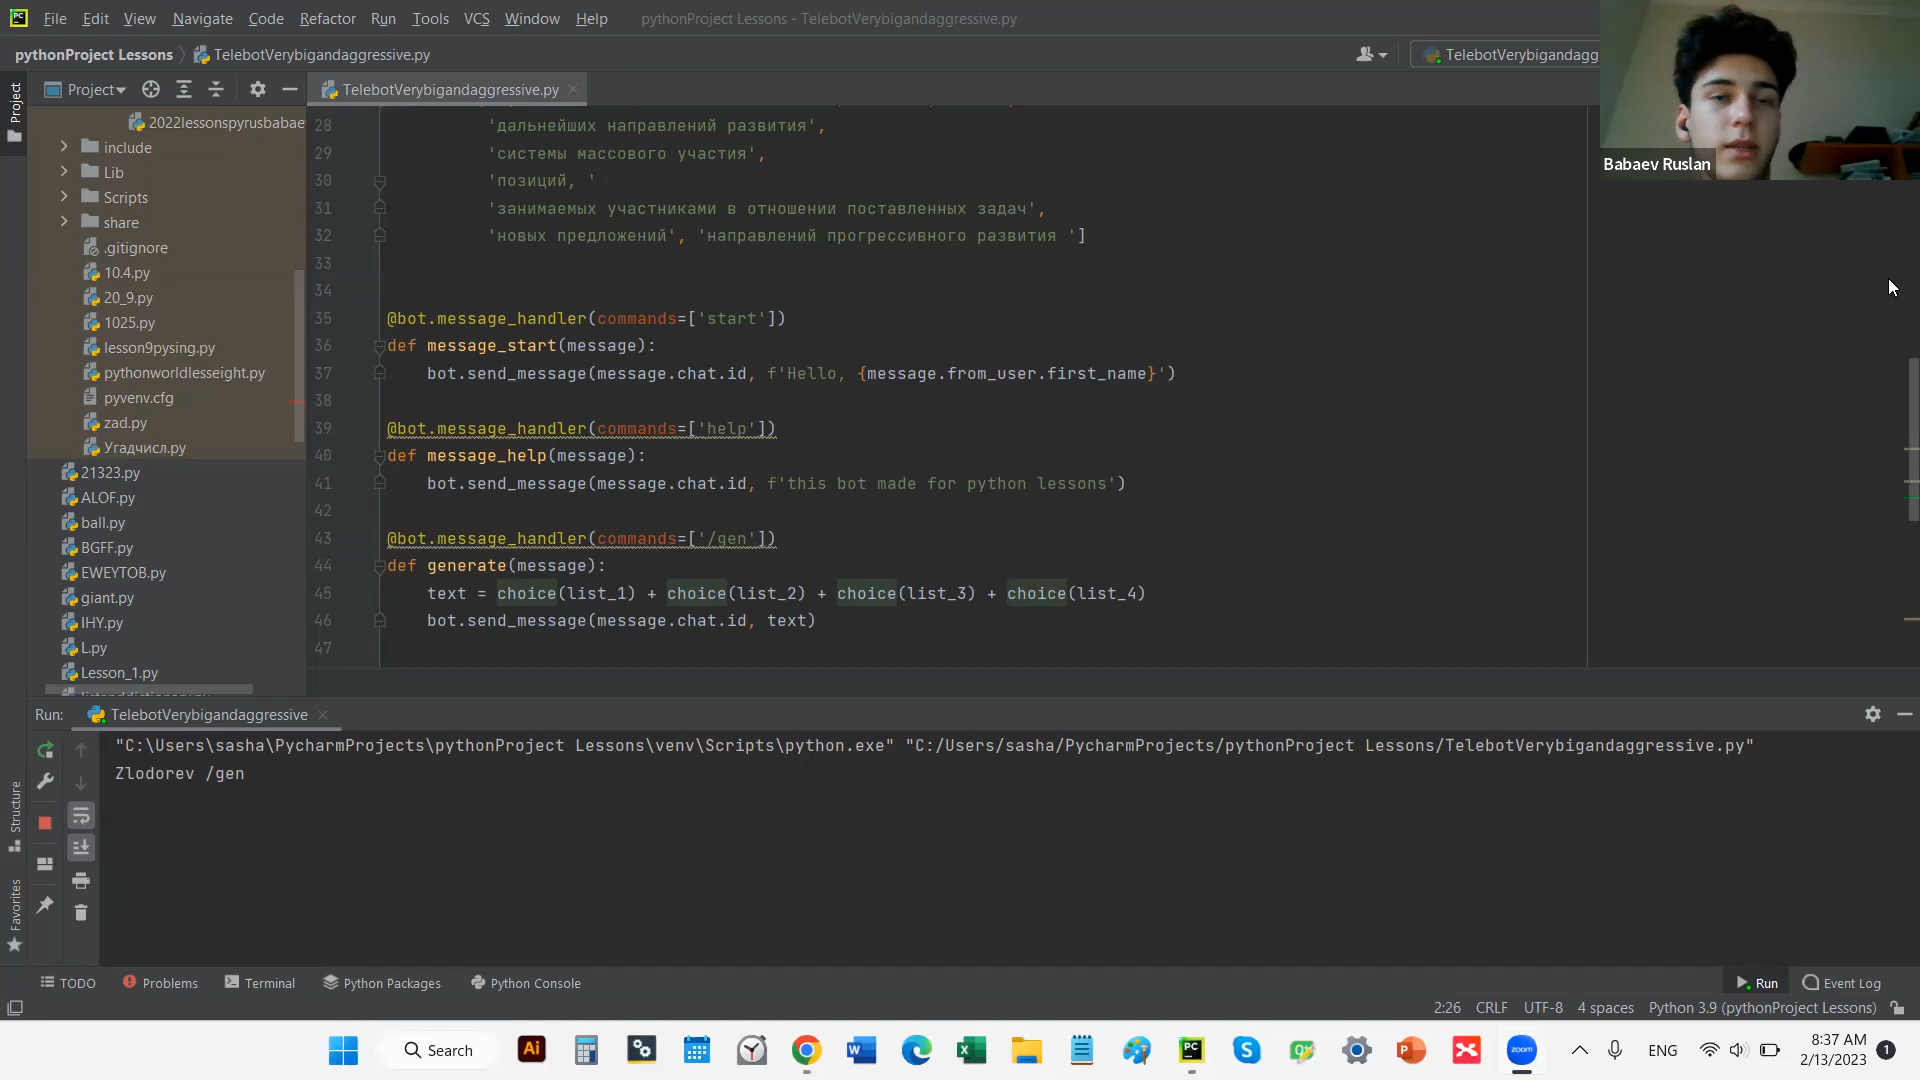 File Edit View Navigate Code Refactor Run Tools VCS Window Help pythonProject Lessons - TelebotVerybigandaggressive.py
pythonProject Lessons TelebotVerybigandaggressive.py TelebotVerybigandagg
Project TelebotVerybigandaggressive.py
Project
2022lessonspyrusbabae
include
Lib
Scripts
share
.gitignore
10.4.py
20_9.py
1025.py
lesson9pysing.py
pythonworldlesseight.py
pyvenv.cfg
zad.py
Угадчисл.py
21323.py
ALOF.py
ball.py
BGFF.py
EWEYTOB.py
giant.py
IHY.py
L.py
Lesson_1.py
28 'дальнейших направлений развития',
29 'системы массового участия',
30 'позиций, '
31 'занимаемых участниками в отношении поставленных задач',
32 'новых предложений', 'направлений прогрессивного развития ']
33
34
35 @bot.message_handler(commands=['start'])
36 def message_start(message):
37 bot.send_message(message.chat.id, f'Hello, {message.from_user.first_name}')
38
39 @bot.message_handler(commands=['help'])
40 def message_help(message):
41 bot.send_message(message.chat.id, f'this bot made for python lessons')
42
43 @bot.message_handler(commands=['/gen'])
44 def generate(message):
45 text = choice(list_1) + choice(list_2) + choice(list_3) + choice(list_4)
46 bot.send_message(message.chat.id, text)
47
Babaev Ruslan
Run: TelebotVerybigandaggressive
"C:\Users\sasha\PycharmProjects\pythonProject Lessons\venv\Scripts\python.exe" "C:/Users/sasha/PycharmProjects/pythonProject Lessons/TelebotVerybigandaggressive.py"
Zlodorev /gen
Structure
Favorites
TODO Problems Terminal Python Packages Python Console Run Event Log
2:26 CRLF UTF-8 4 spaces Python 3.9 (pythonProject Lessons)
Search Ai W X PC S P zoom ENG 8:37 AM
2/13/2023 1